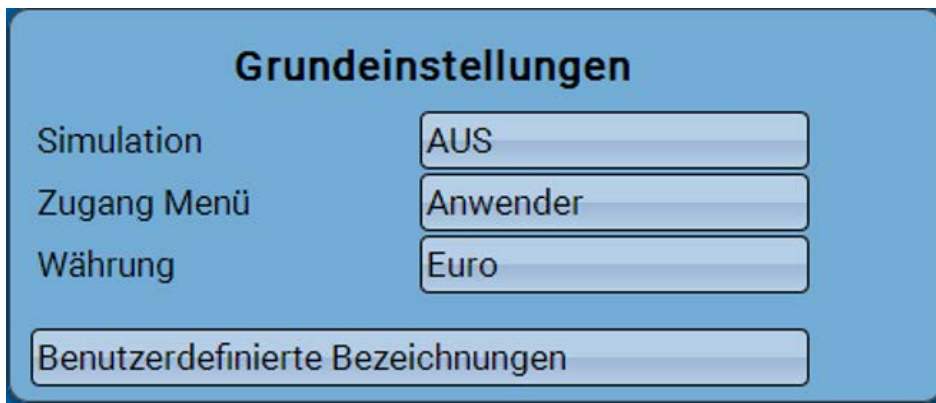 Grundeinstellungen
Simulation AUS
Zugang Menü Anwender
Währung Euro
Benutzerdefinierte Bezeichnungen